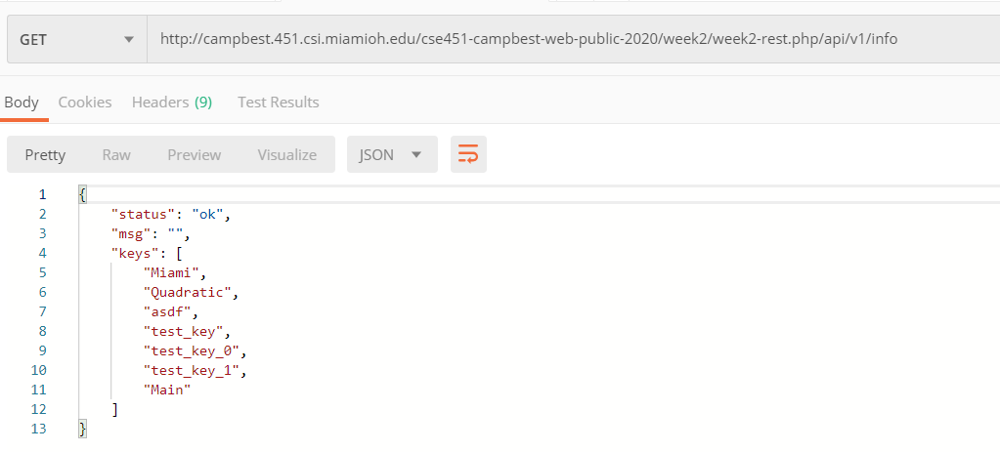 GET http://campbest.451.csi.miamioh.edu/cse451-campbest-web-public-2020/week2/week2-rest.php/api/v1/info
Body Cookies Headers (9) Test Results
Pretty Raw Preview Visualize JSON
1 {
2 "status": "ok",
3 "msg": "",
4 "keys": [
5 "Miami",
6 "Quadratic",
7 "asdf",
8 "test_key",
9 "test_key_0",
10 "test_key_1",
11 "Main"
12 ]
13 }